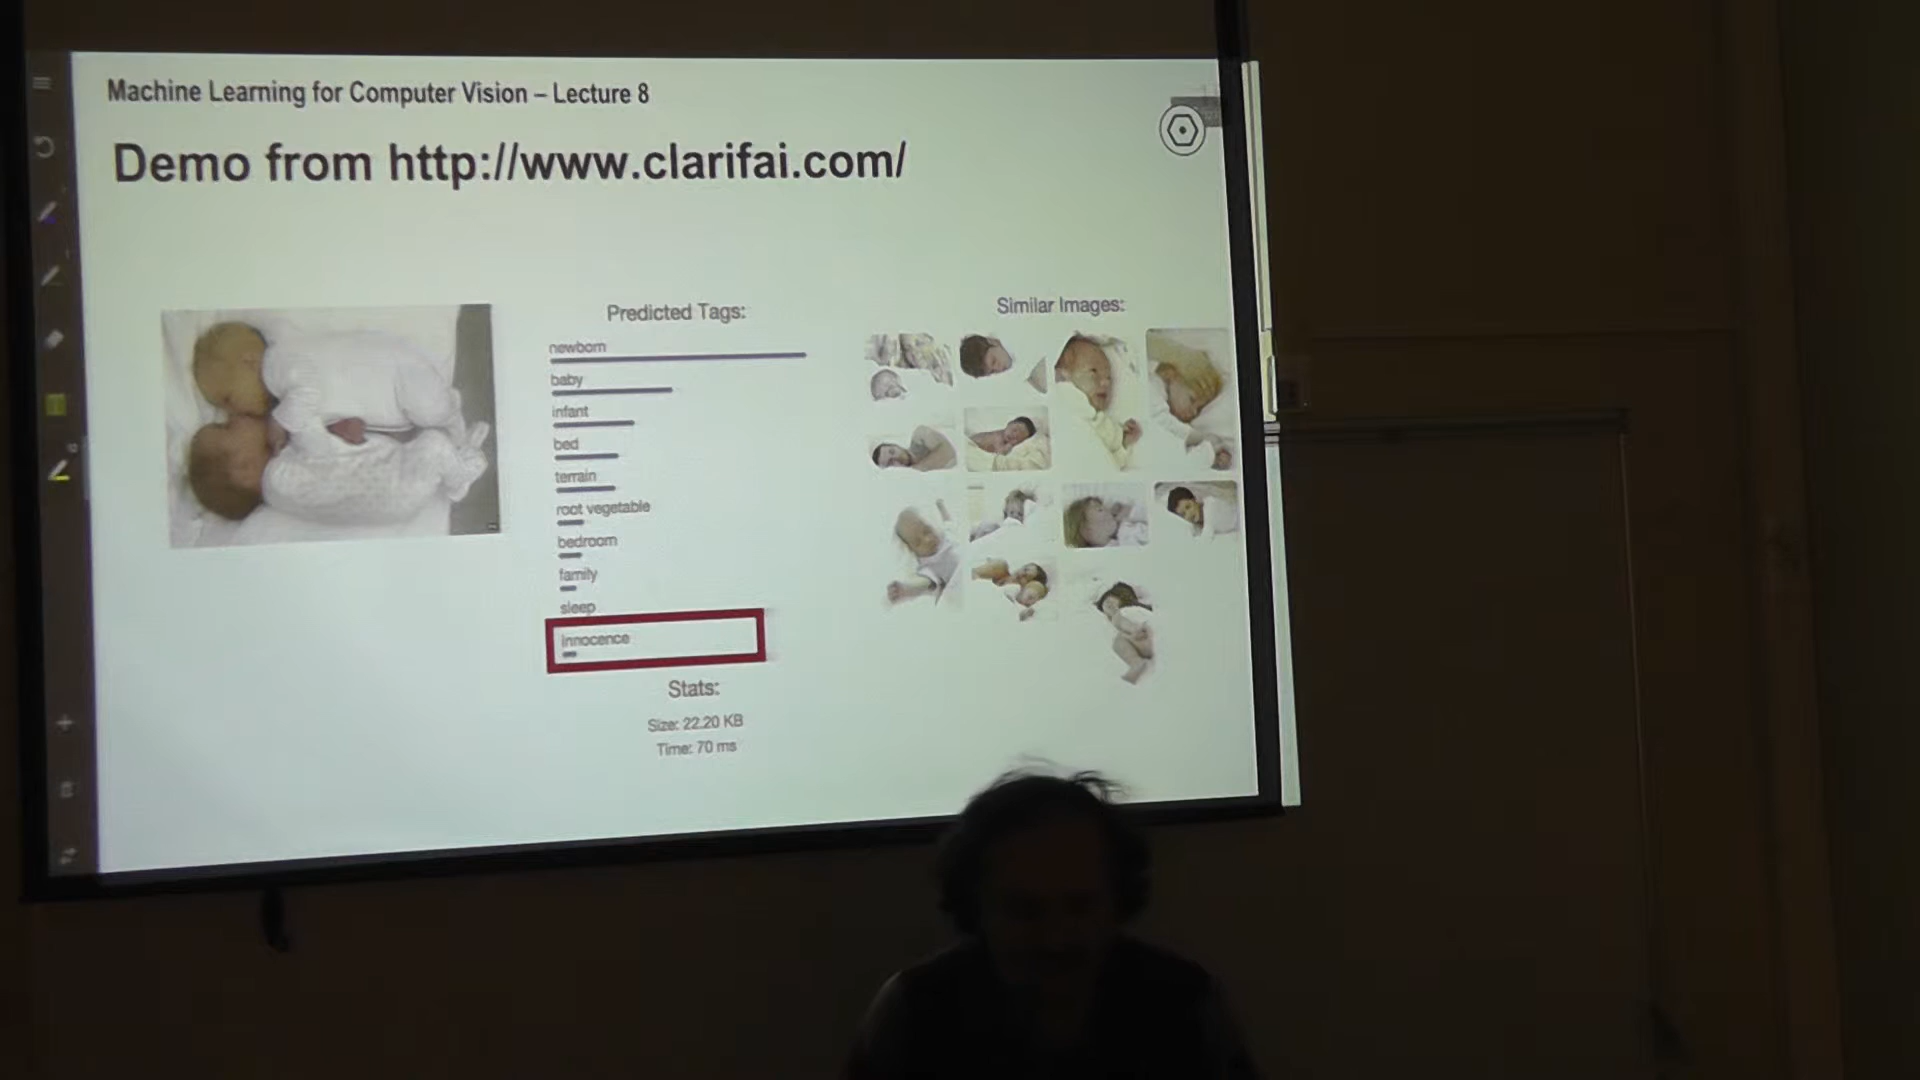 Machine Learning for Computer Vision – Lecture 8
Demo from http://www.clarifai.com/
Predicted Tags:
newborn
baby
infant
bed
terrain
root vegetable
bedroom
family
sleep
innocence
Stats:
Size: 22.20 KB
Time: 70 ms
Similar Images: